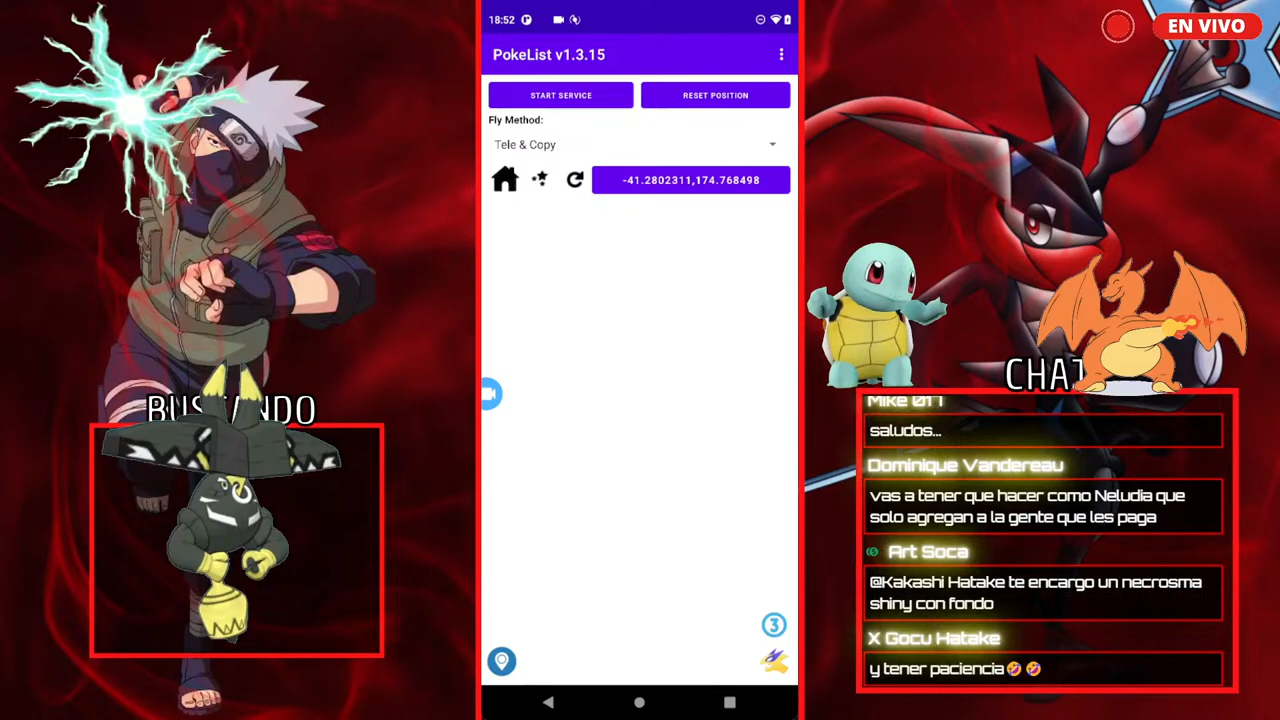 EN VIVO
18:52
PokeList v1.3.15
START SERVICE
RESET POSITION
Fly Method:
Tele & Copy
-41.2802311,174.768498
3
CHAT
Mike 017
saludos...
Dominique Vandereau
vas a tener que hacer como Neludia que
solo agregan a la gente que les paga
Art Soca
@Kakashi Hatake te encargo un necrosma
shiny con fondo
X Gocu Hatake
y tener paciencia🤣🤣